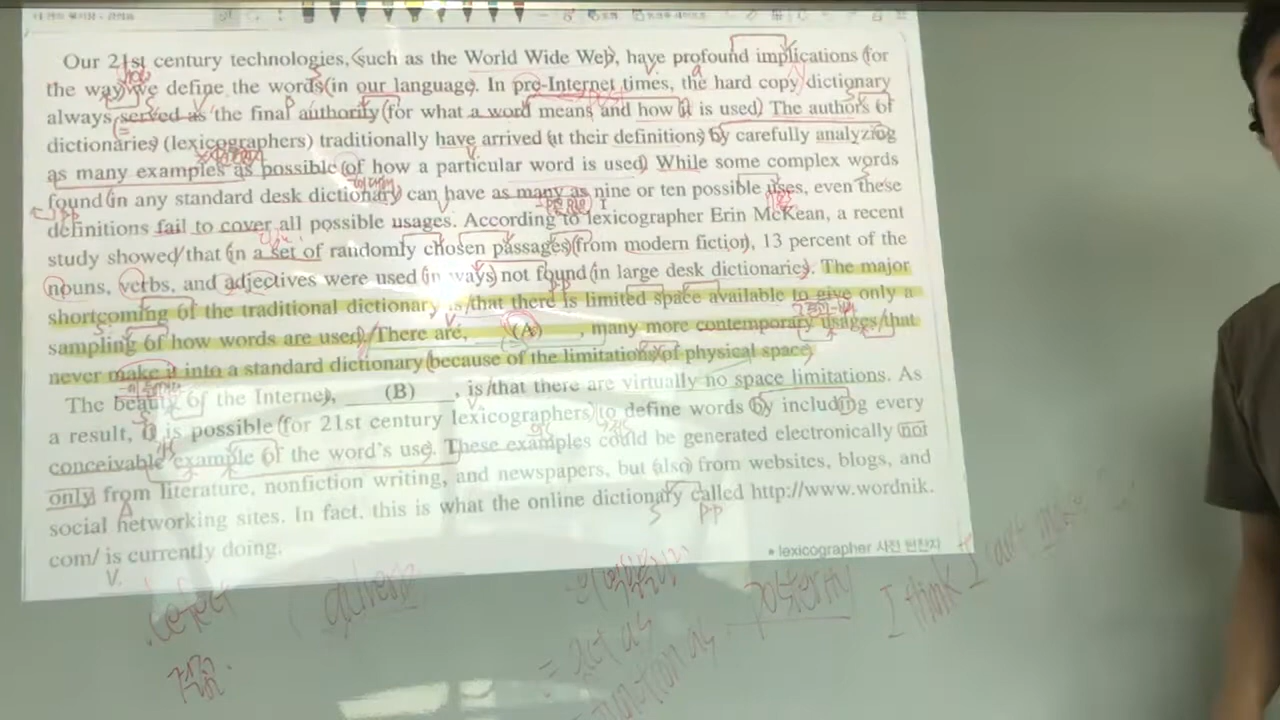 Our 21st century technologies, such as the World Wide Web, have profound implications for
the way we define the words in our language. In pre-Internet times, the hard copy dictionary
always served as the final authority for what a word means and how it is used. The authors of
dictionaries (lexicographers) traditionally have arrived at their definitions by carefully analyzing
as many examples as possible of how a particular word is used. While some complex words
found in any standard desk dictionary can have as many as nine or ten possible uses, even these
definitions fail to cover all possible usages. According to lexicographer Erin McKean, a recent
study showed that in a set of randomly chosen passages from modern fiction, 13 percent of the
nouns, verbs, and adjectives were used in ways not found in large desk dictionaries. The major
shortcoming of the traditional dictionary is that there is limited space available to give only a
sampling of how words are used. There are, (A) , many more contemporary usages that
never make it into a standard dictionary because of the limitations of physical space.
The beauty of the Internet, (B) , is that there are virtually no space limitations. As
a result, it is possible for 21st century lexicographers to define words by including every
conceivable example of the word's use. These examples could be generated electronically not
only from literature, nonfiction writing, and newspapers, but also from websites, blogs, and
social networking sites. In fact, this is what the online dictionary called http://www.wordnik.
com/ is currently doing.
S PP
V.
* lexicographer 사전 편찬자
I think I can't make
act as
function as